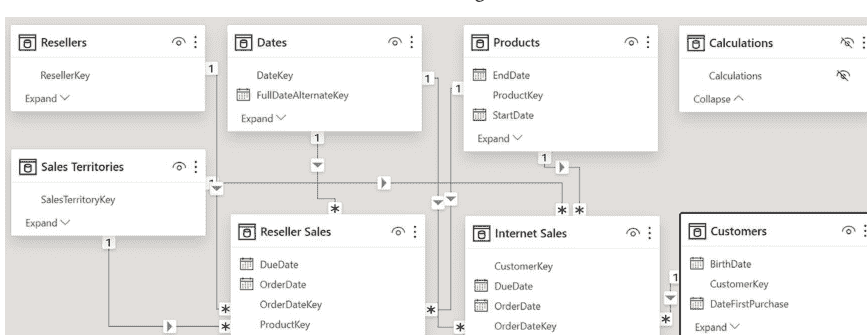 Resellers
ResellerKey
Expand
Dates
DateKey
FullDateAlternateKey
Expand
Products
EndDate
ProductKey
StartDate
Expand
Calculations
Calculations
Collapse
Sales Territories
SalesTerritoryKey
Expand
Reseller Sales
DueDate
OrderDate
OrderDateKey
ProductKey
Internet Sales
CustomerKey
DueDate
OrderDate
OrderDateKey
Customers
BirthDate
CustomerKey
DateFirstPurchase
Expand
1
1
1
1
1
1
1
*
*
*
*
*
*
*
*